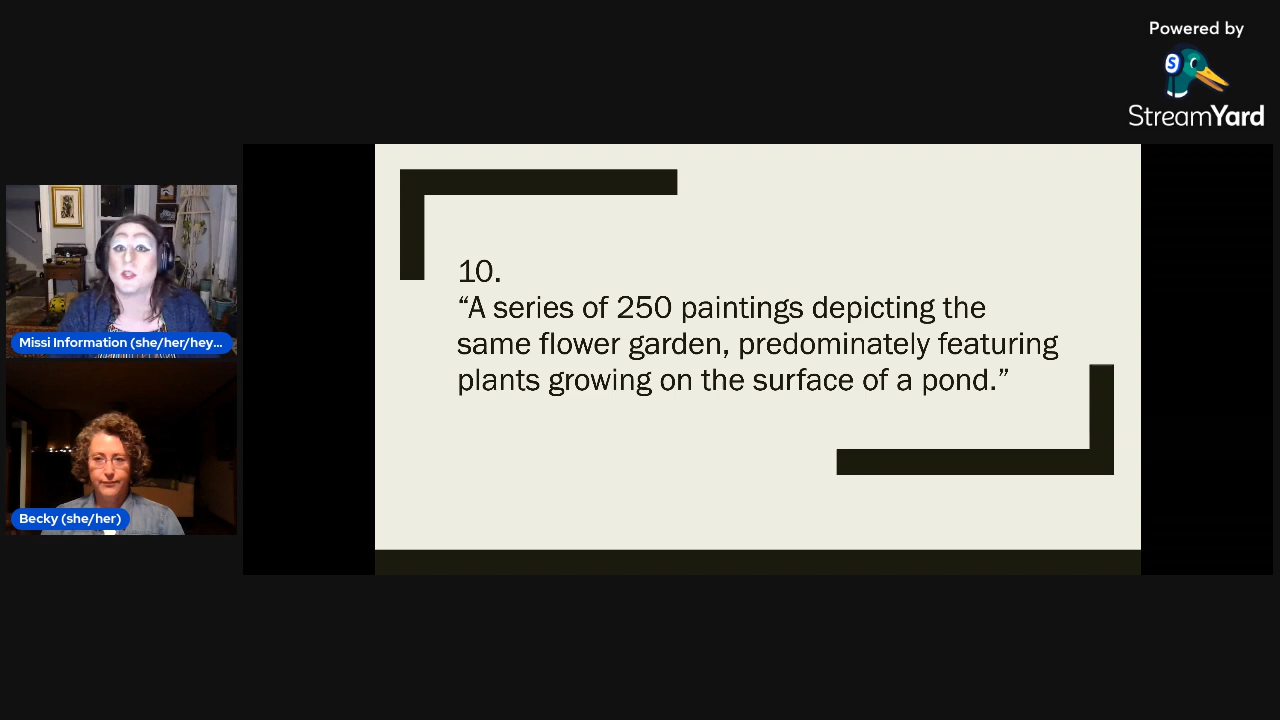 Powered by
S
StreamYard
Missi Information (she/her/hey...
Becky (she/her)
10.
“A series of 250 paintings depicting the
same flower garden, predominately featuring
plants growing on the surface of a pond.”